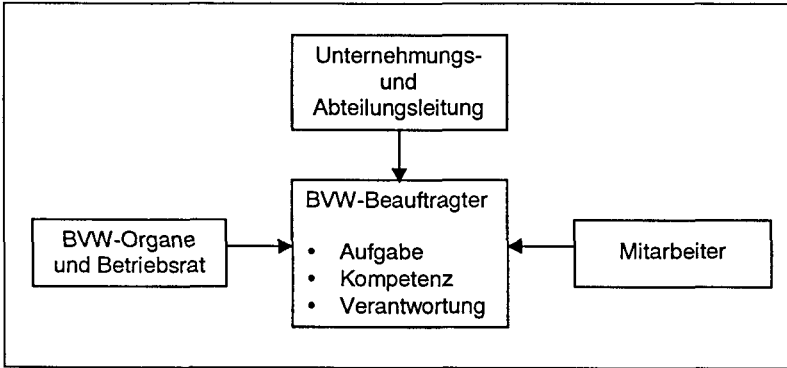 Unternehmungs-
und
Abteilungsleitung
BVW-Beauftragter
• Aufgabe
• Kompetenz
• Verantwortung
BVW-Organe
und Betriebsrat
Mitarbeiter